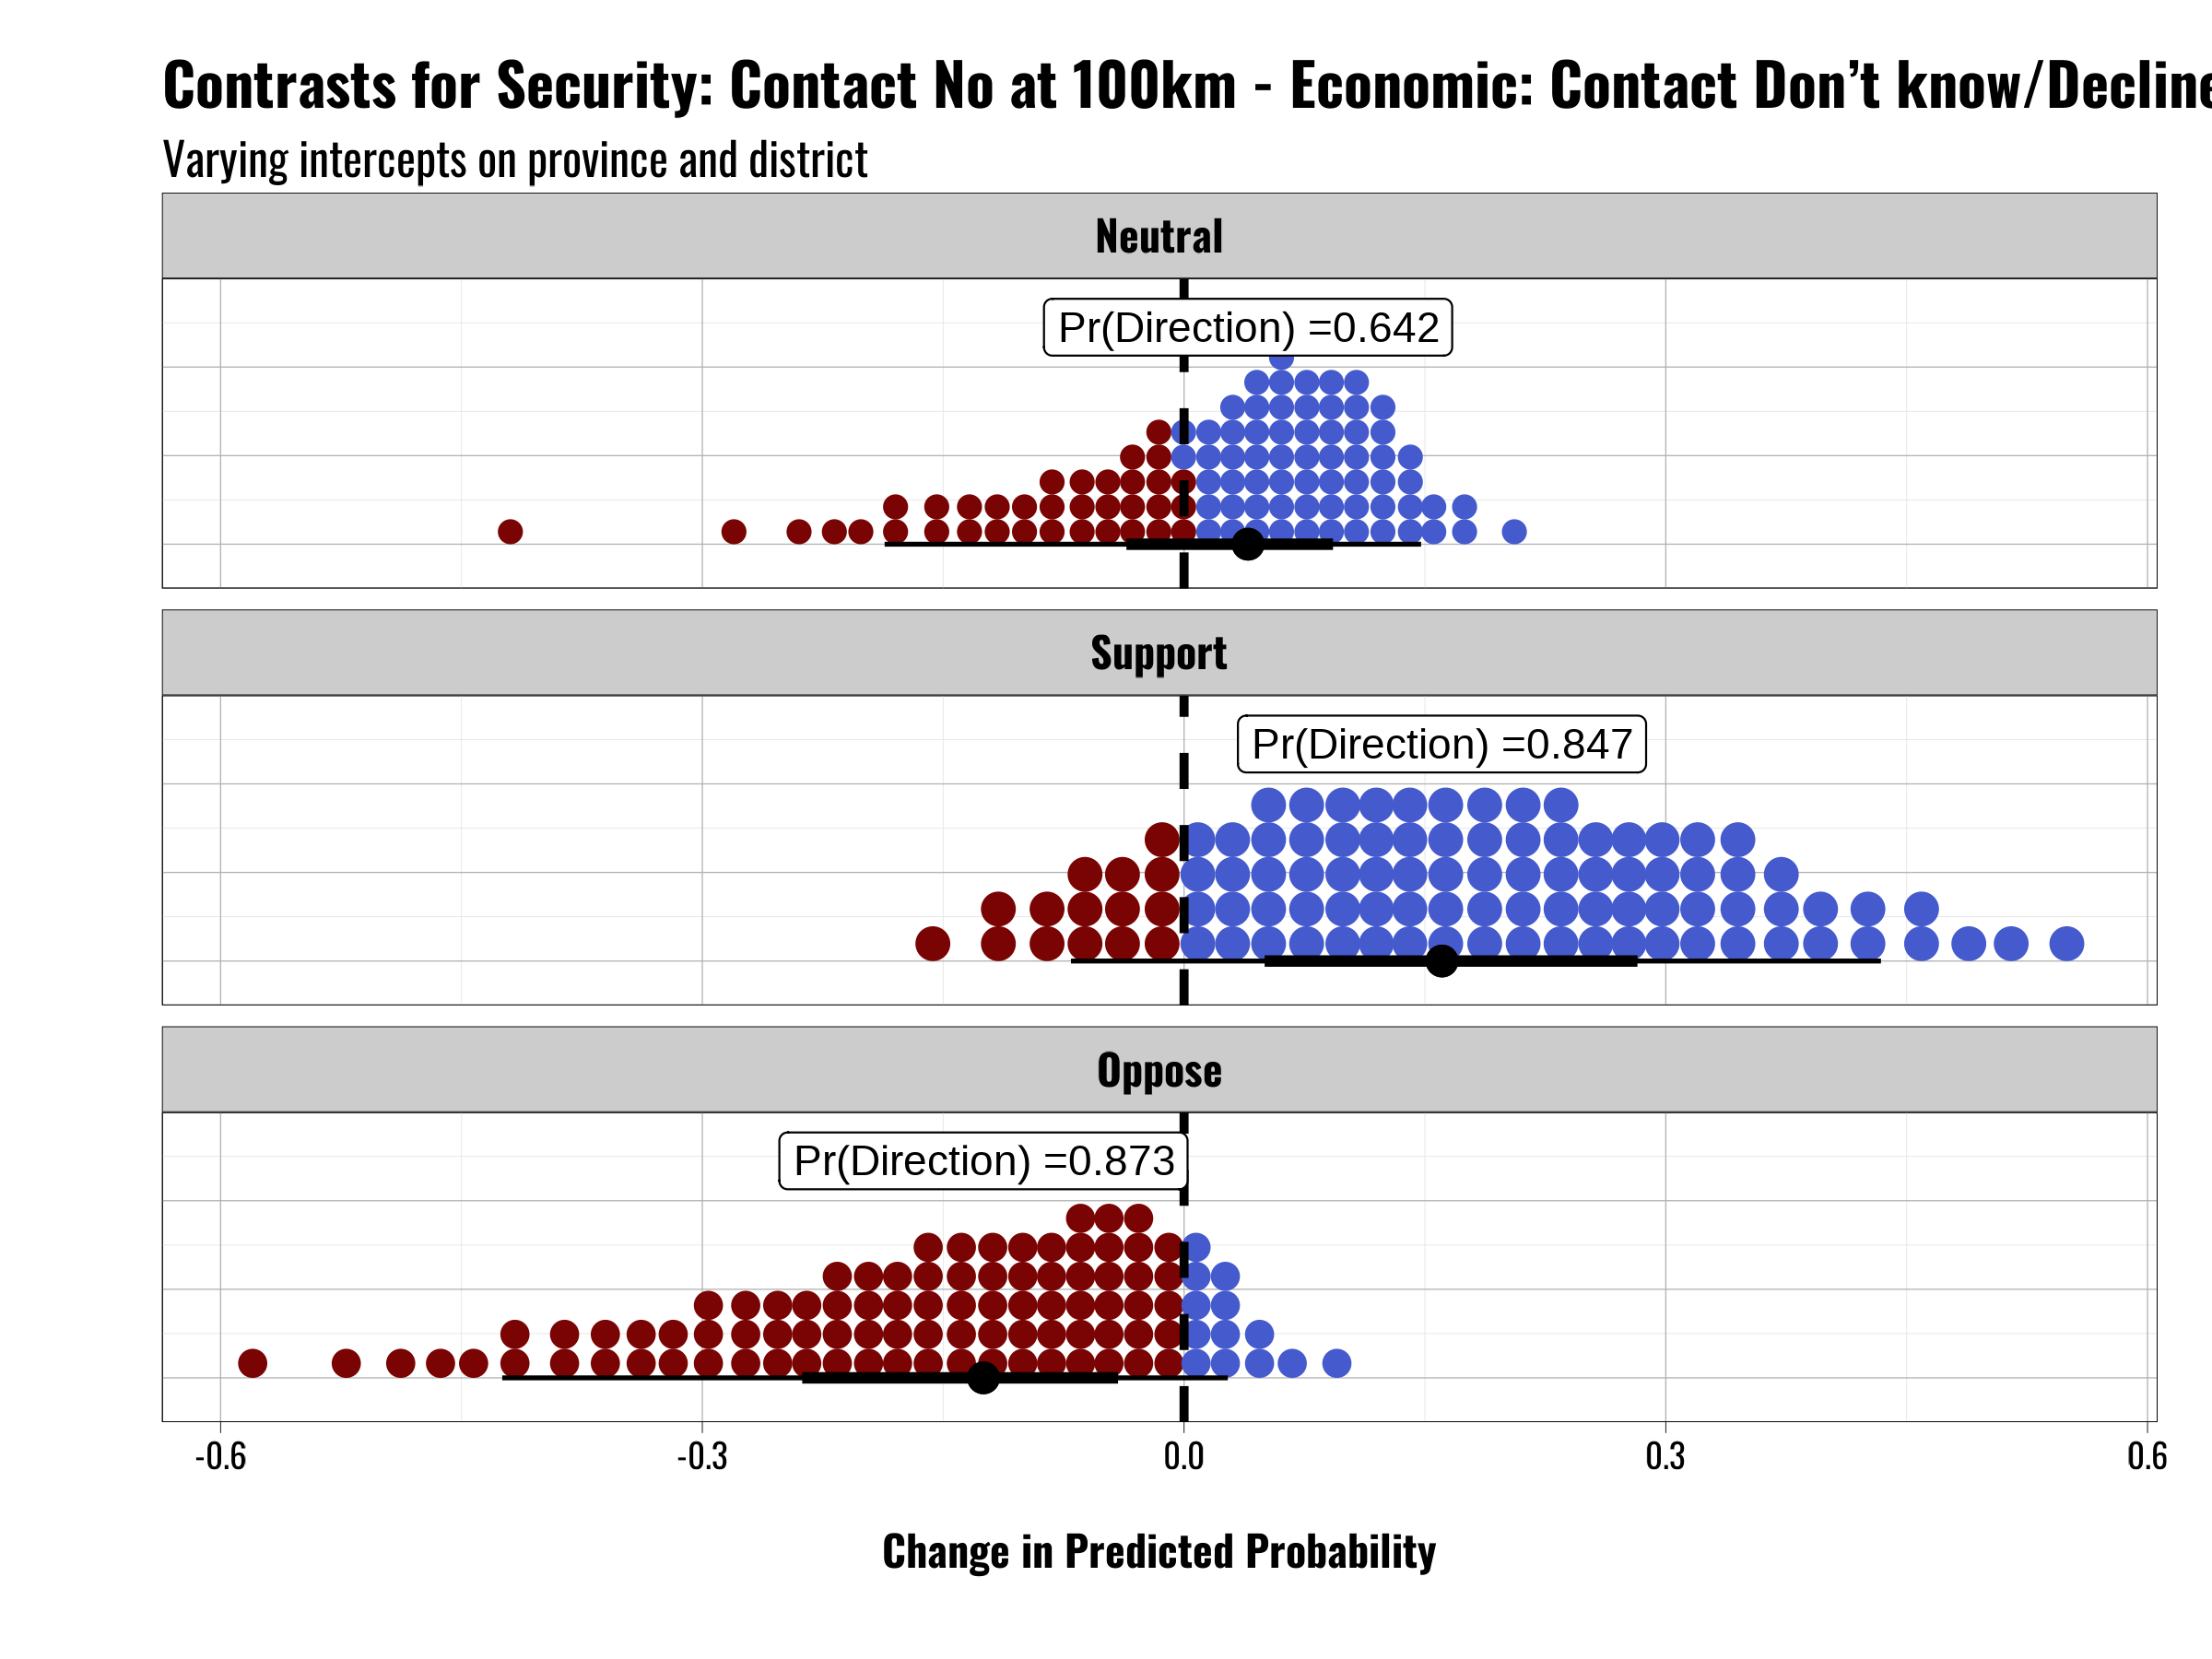 Contrasts for Security: Contact No at 100km - Economic: Contact Don’t know/Decline
Varying intercepts on province and district
Neutral
Pr(Direction) =0.642
Support
Pr(Direction) =0.847
Oppose
Pr(Direction) =0.873
-0.6 -0.3 0.0 0.3 0.6
Change in Predicted Probability